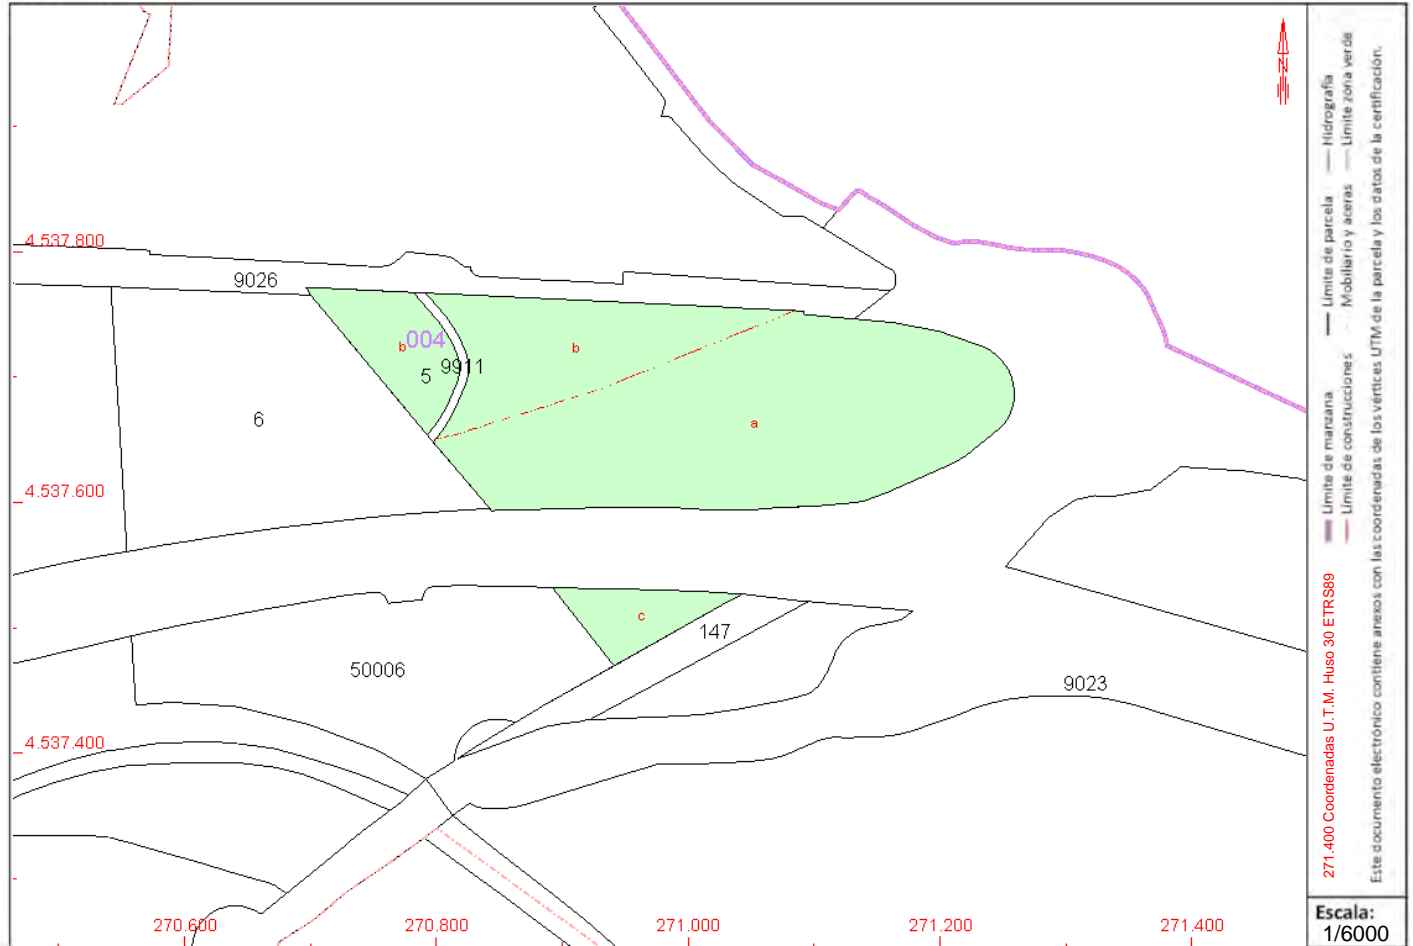 N
4.537.800
9026
004
b
b
9911
5
6
a
4.537.600
c
147
50006
9023
4.537.400
270.600
270.800
271.000
271.200
271.400
Límite de manzana
Límite de parcela
Hidrografía
Límite de construcciones
Mobiliario y aceras
Límite zona verde
271.400 Coordenadas U.T.M. Huso 30 ETRS89
Este documento electrónico contiene anexos con las coordenadas de los vértices UTM de la parcela y los datos de la certificación.
Escala:
1/6000